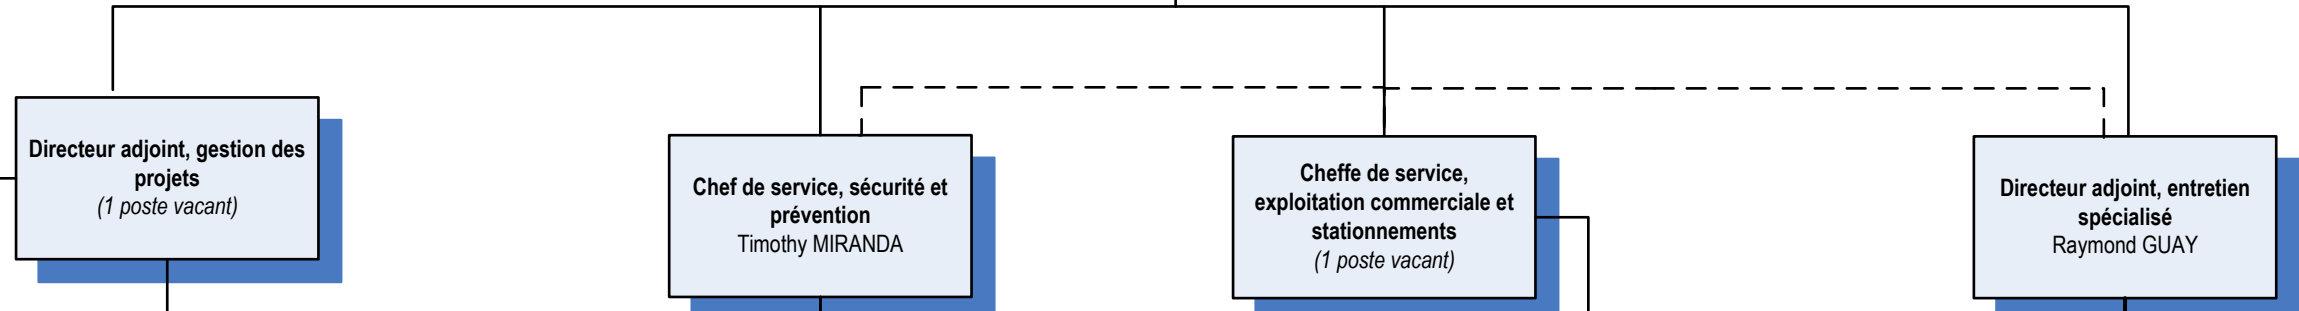 Directeur adjoint, gestion des
projets
(1 poste vacant)
Chef de service, sécurité et
prévention
Timothy MIRANDA
Cheffe de service,
exploitation commerciale et
stationnements
(1 poste vacant)
Directeur adjoint, entretien
spécialisé
Raymond GUAY